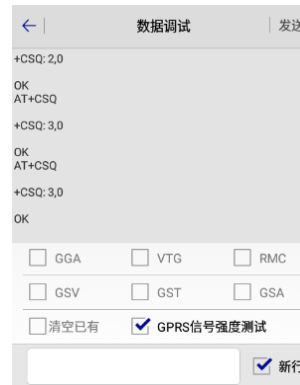 数据调试
发送
+CSQ: 2,0
OK
AT+CSQ
+CSQ: 3,0
OK
AT+CSQ
+CSQ: 3,0
OK
GGA VTG RMC
GSV GST GSA
清空已有 GPRS信号强度测试
新行